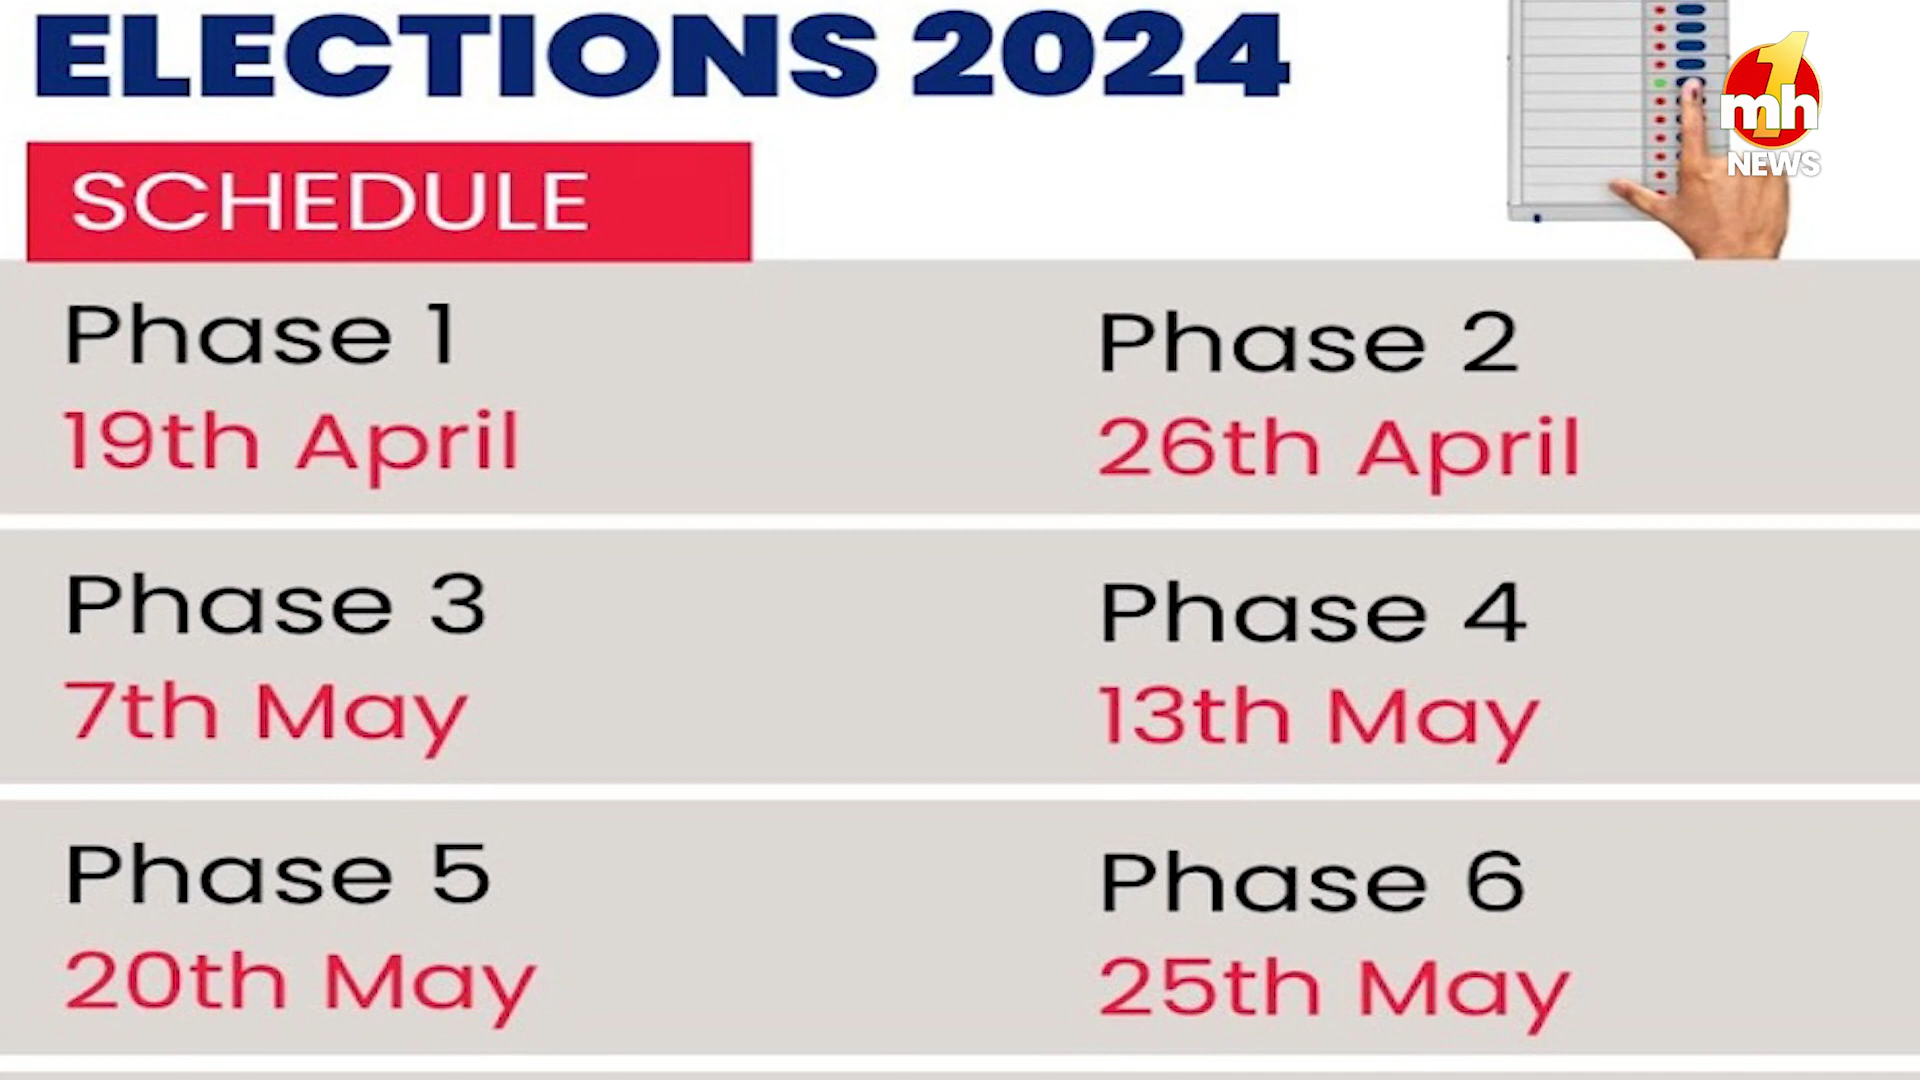 ELECTIONS 2024
SCHEDULE
Phase 1
19th April
Phase 2
26th April
Phase 3
7th May
Phase 4
13th May
Phase 5
20th May
Phase 6
25th May
mh 1
NEWS